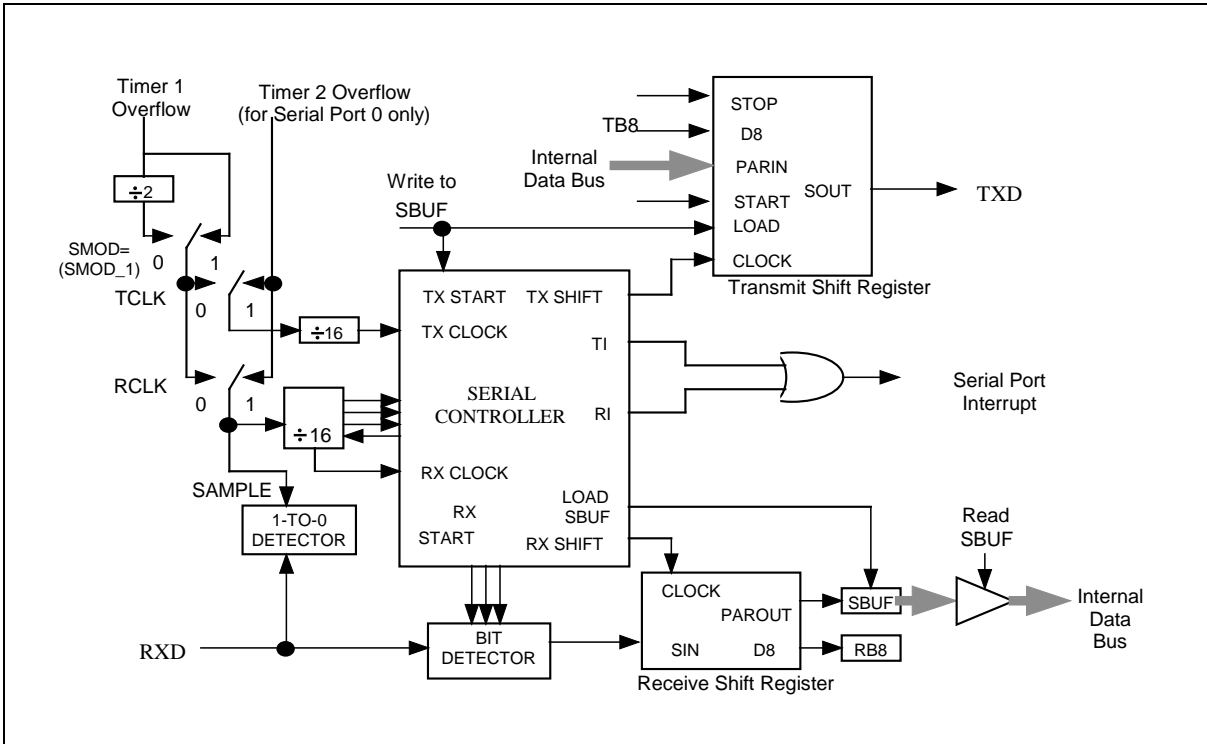 Timer 1
Overflow
Timer 2 Overflow
(for Serial Port 0 only)
÷2
SMOD=
(SMOD_1)
0
1
TCLK
0
1
÷16
RCLK
0
1
÷16
SAMPLE
1-TO-0
DETECTOR
RXD
BIT
DETECTOR
Write to
SBUF
TX START
TX SHIFT
TX CLOCK
TI
SERIAL
CONTROLLER
RI
RX CLOCK
LOAD
SBUF
RX
START
RX SHIFT
TB8
Internal
Data Bus
STOP
D8
PARIN
SOUT
START
LOAD
CLOCK
Transmit Shift Register
TXD
Serial Port
Interrupt
CLOCK
PAROUT
SIN
D8
Receive Shift Register
SBUF
RB8
Read
SBUF
Internal
Data
Bus